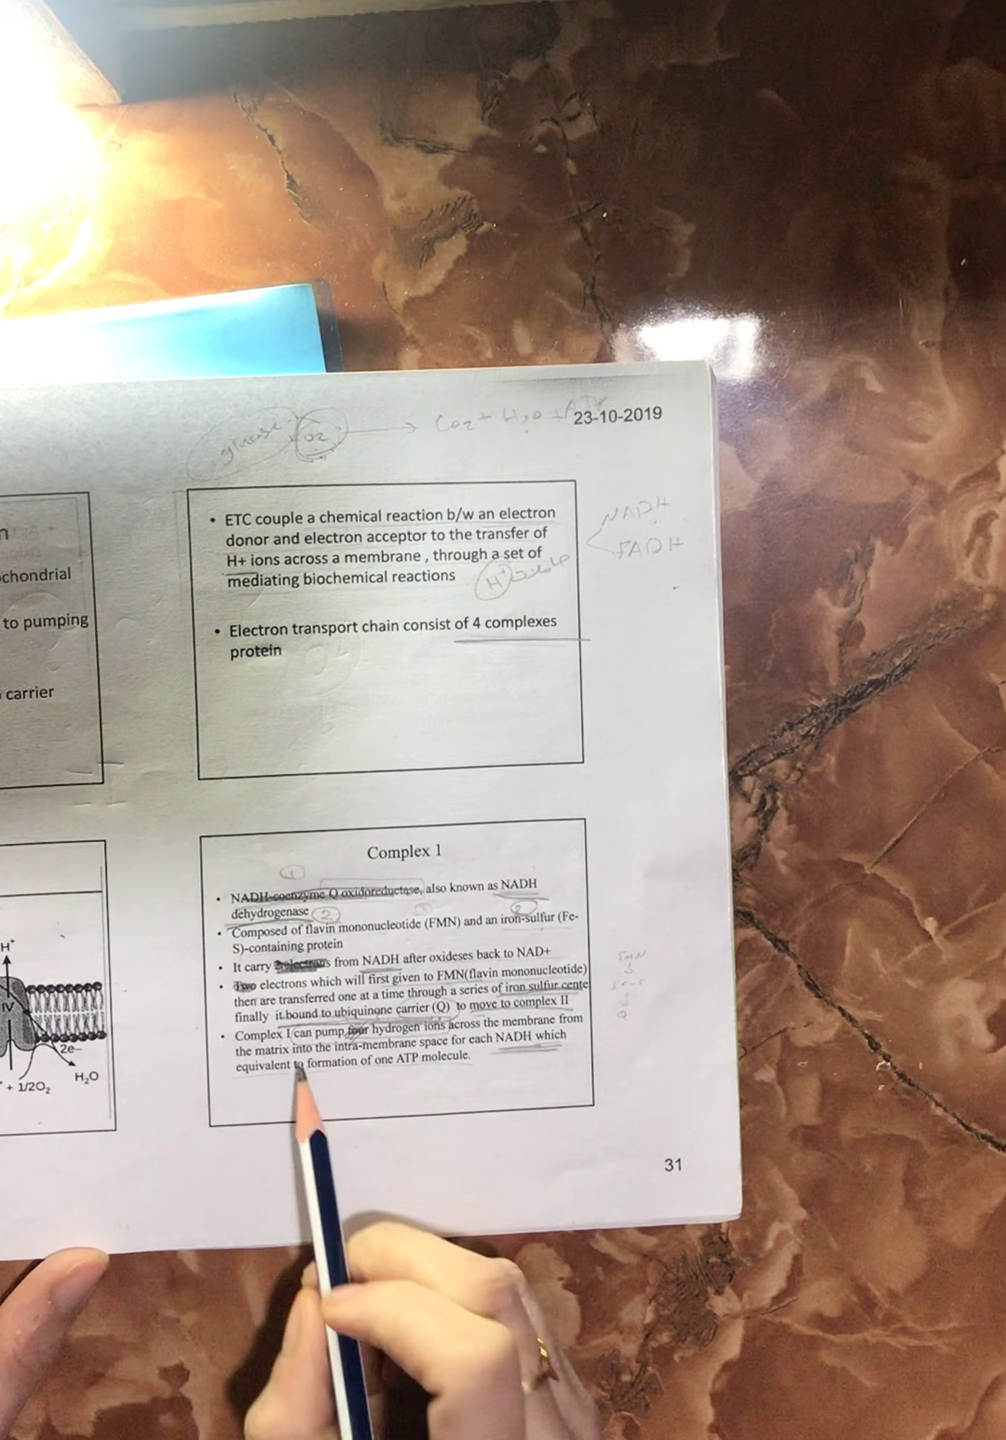 glucose + O2 → CO2 + H2O + ATP
23-10-2019
n
ochondrial
to pumping
carrier
• ETC couple a chemical reaction b/w an electron
donor and electron acceptor to the transfer of
H+ ions across a membrane , through a set of
mediating biochemical reactions
H+
NADH
FADH
• Electron transport chain consist of 4 complexes
protein
H+
IV
2e-
+ 1/2O2
H2O
Complex 1
1
• NADH-coenzyme Q oxidoreductase, also known as NADH
dehydrogenase 2
• Composed of flavin mononucleotide (FMN) and an iron-sulfur (Fe-
S)-containing protein
• It carry 2 electrons from NADH after oxideses back to NAD+
• Two electrons which will first given to FMN(flavin mononucleotide)
then are transferred one at a time through a series of iron sulfur cente
finally it bound to ubiquinone carrier (Q) to move to complex II
• Complex I can pump four hydrogen ions across the membrane from
the matrix into the intra-membrane space for each NADH which
equivalent to formation of one ATP molecule.
FMN
Q
31